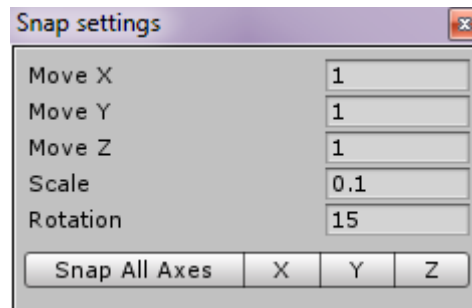 Snap settings
Move X 1
Move Y 1
Move Z 1
Scale 0.1
Rotation 15
Snap All Axes X Y Z